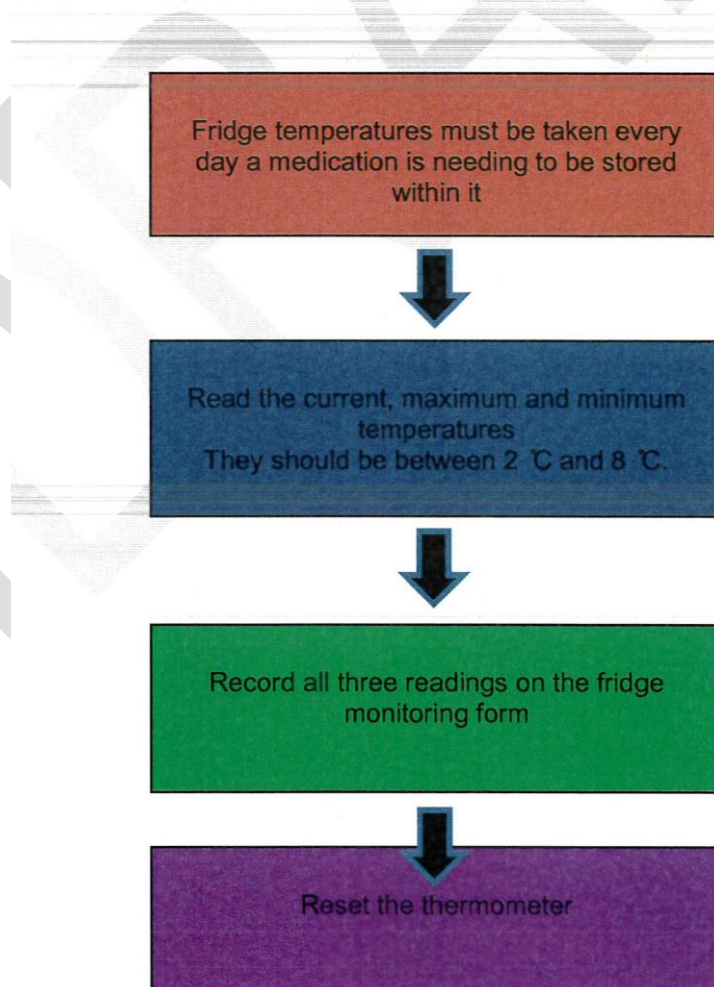 Fridge temperatures must be taken every
day a medication is needing to be stored
within it
Read the current, maximum and minimum
temperatures
They should be between 2 ℃ and 8 ℃.
Record all three readings on the fridge
monitoring form
Reset the thermometer